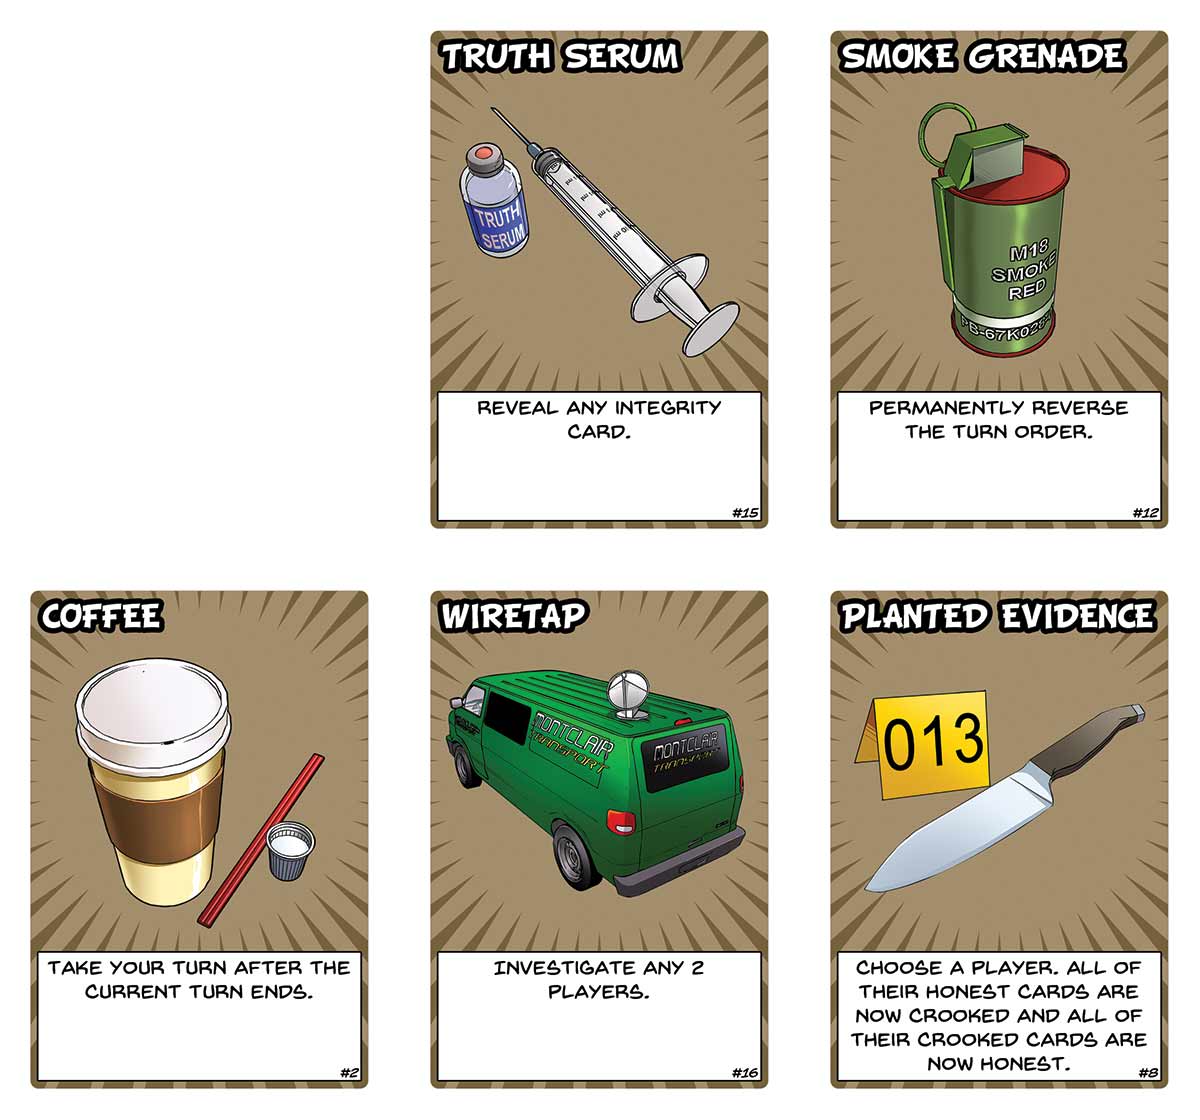 TRUTH SERUM
TRUTH
SERUM
REVEAL ANY INTEGRITY
CARD.
#15
SMOKE GRENADE
M18
SMOKE
RED
PERMANENTLY REVERSE
THE TURN ORDER.
#12
COFFEE
TAKE YOUR TURN AFTER THE
CURRENT TURN ENDS.
#2
WIRETAP
MONTCLAIR
TRANSPORT
MONTCLAIR
TRANSPORT
INVESTIGATE ANY 2
PLAYERS.
#16
PLANTED EVIDENCE
013
CHOOSE A PLAYER. ALL OF
THEIR HONEST CARDS ARE
NOW CROOKED AND ALL OF
THEIR CROOKED CARDS ARE
NOW HONEST.
#8